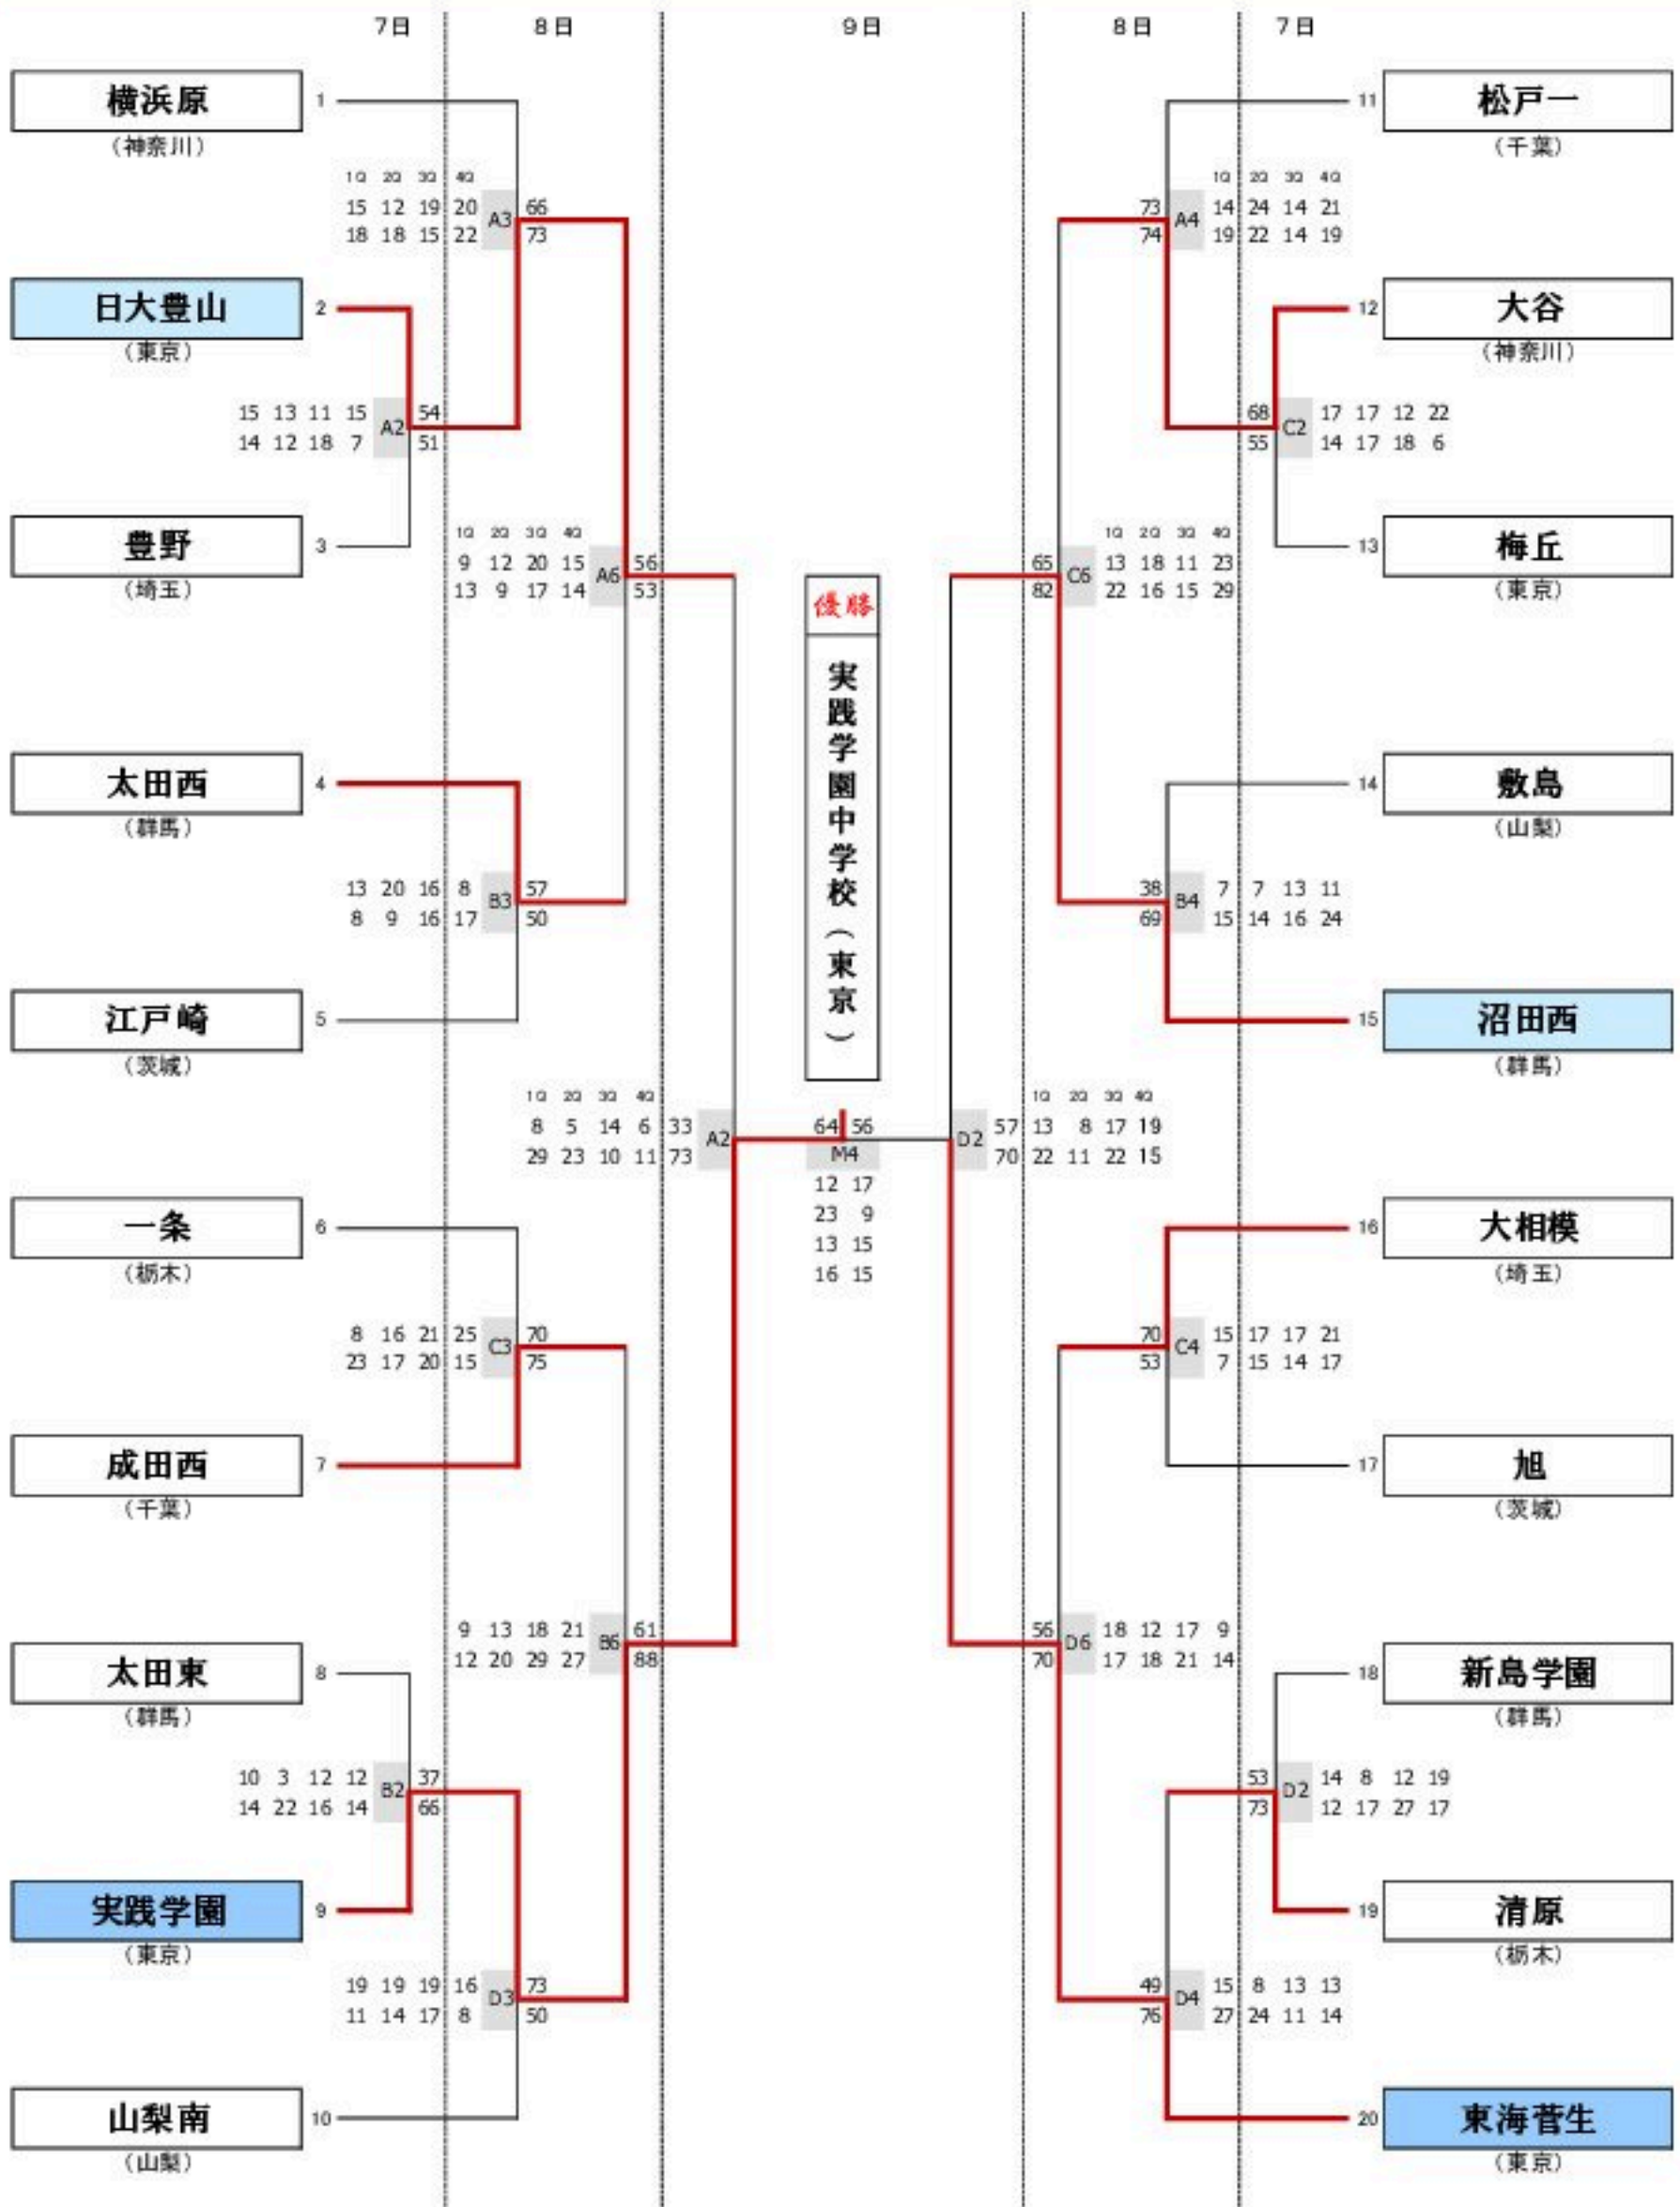 7日 8日 9日 8日 7日
横浜原 1
(神奈川)
1Q 2Q 3Q 4Q
15 12 19 20 A3 66
18 18 15 22 73
日大豊山 2
(東京)
15 13 11 15 A2 54
14 12 18 7 51
豊野 3
(埼玉)
1Q 2Q 3Q 4Q
9 12 20 15 A6 56
13 9 17 14 53
太田西 4
(群馬)
13 20 16 8 B3 57
8 9 16 17 50
江戸崎 5
(茨城)
1Q 2Q 3Q 4Q
8 5 14 6 33 A2
29 23 10 11 73
一条 6
(栃木)
8 16 21 25 C3 70
23 17 20 15 75
成田西 7
(千葉)
9 13 18 21 B6 61
12 20 29 27 88
太田東 8
(群馬)
10 3 12 12 B2 37
14 22 16 14 66
実践学園 9
(東京)
19 19 19 16 D3 73
11 14 17 8 50
山梨南 10
(山梨)
優勝
実践学園中学校(東京)
64 56
M4
12 17
23 9
13 15
16 15
11 松戸一
(千葉)
1Q 2Q 3Q 4Q
73 A4 14 24 14 21
74 19 22 14 19
12 大谷
(神奈川)
68 C2 17 17 12 22
55 14 17 18 6
13 梅丘
(東京)
1Q 2Q 3Q 4Q
65 C6 13 18 11 23
82 22 16 15 29
14 敷島
(山梨)
38 B4 7 7 13 11
69 15 14 16 24
15 沼田西
(群馬)
1Q 2Q 3Q 4Q
D2 57 13 8 17 19
70 22 11 22 15
16 大相模
(埼玉)
70 C4 15 17 17 21
53 7 15 14 17
17 旭
(茨城)
56 D6 18 12 17 9
70 17 18 21 14
18 新島学園
(群馬)
53 D2 14 8 12 19
73 12 17 27 17
19 清原
(栃木)
49 D4 15 8 13 13
76 27 24 11 14
20 東海菅生
(東京)